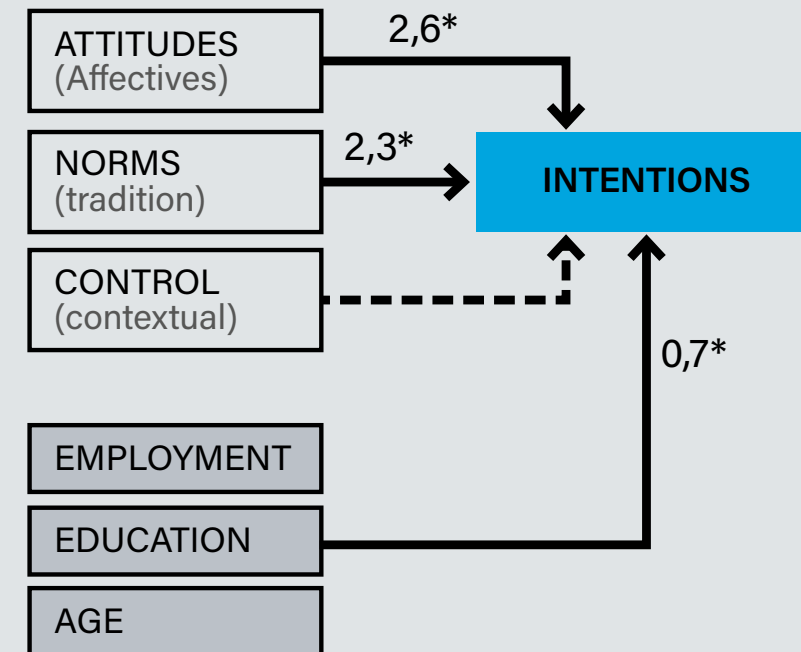 ATTITUDES
(Affectives)
2,6*
NORMS
(tradition)
2,3*
INTENTIONS
CONTROL
(contextual)
0,7*
EMPLOYMENT
EDUCATION
AGE